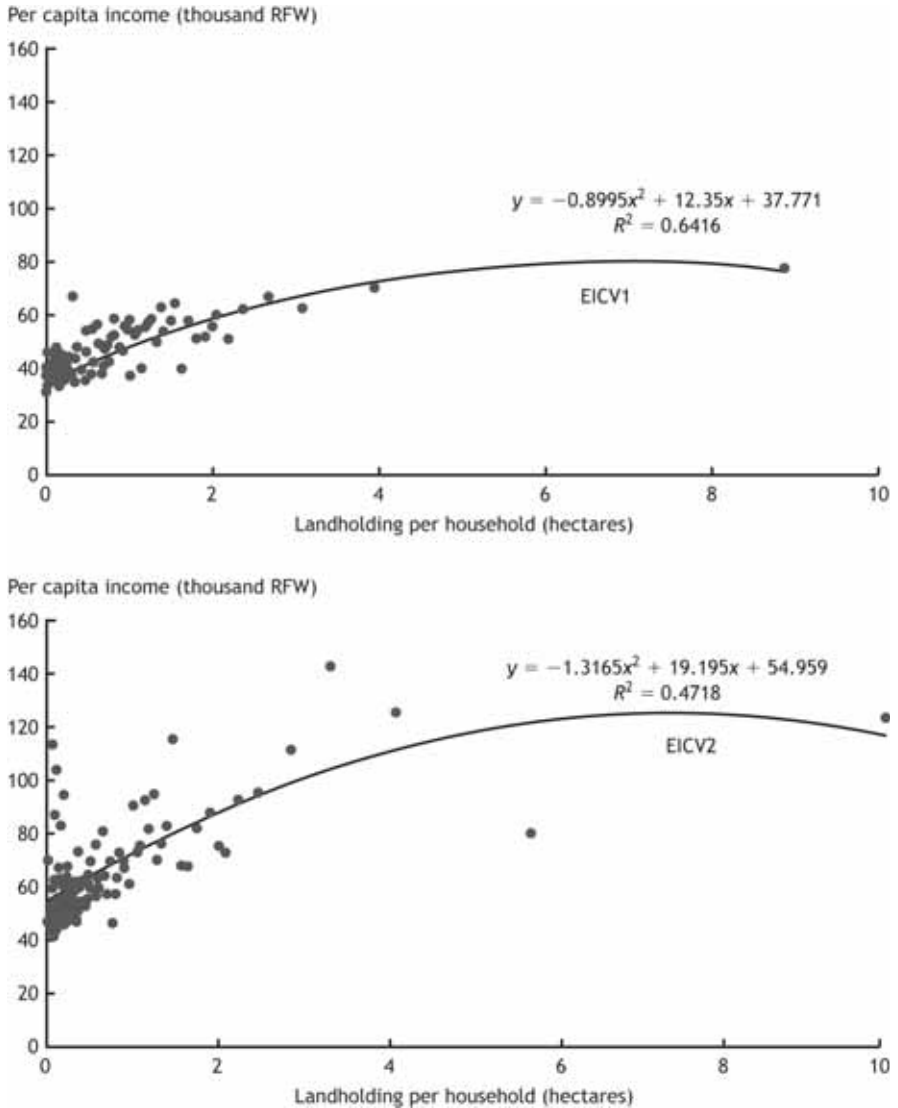 Per capita income (thousand RFW)
160
140
120
100
80
60
40
20
0
y = −0.8995x² + 12.35x + 37.771
R² = 0.6416
EICV1
0 2 4 6 8 10
Landholding per household (hectares)
Per capita income (thousand RFW)
160
140
120
100
80
60
40
20
0
y = −1.3165x² + 19.195x + 54.959
R² = 0.4718
EICV2
0 2 4 6 8 10
Landholding per household (hectares)